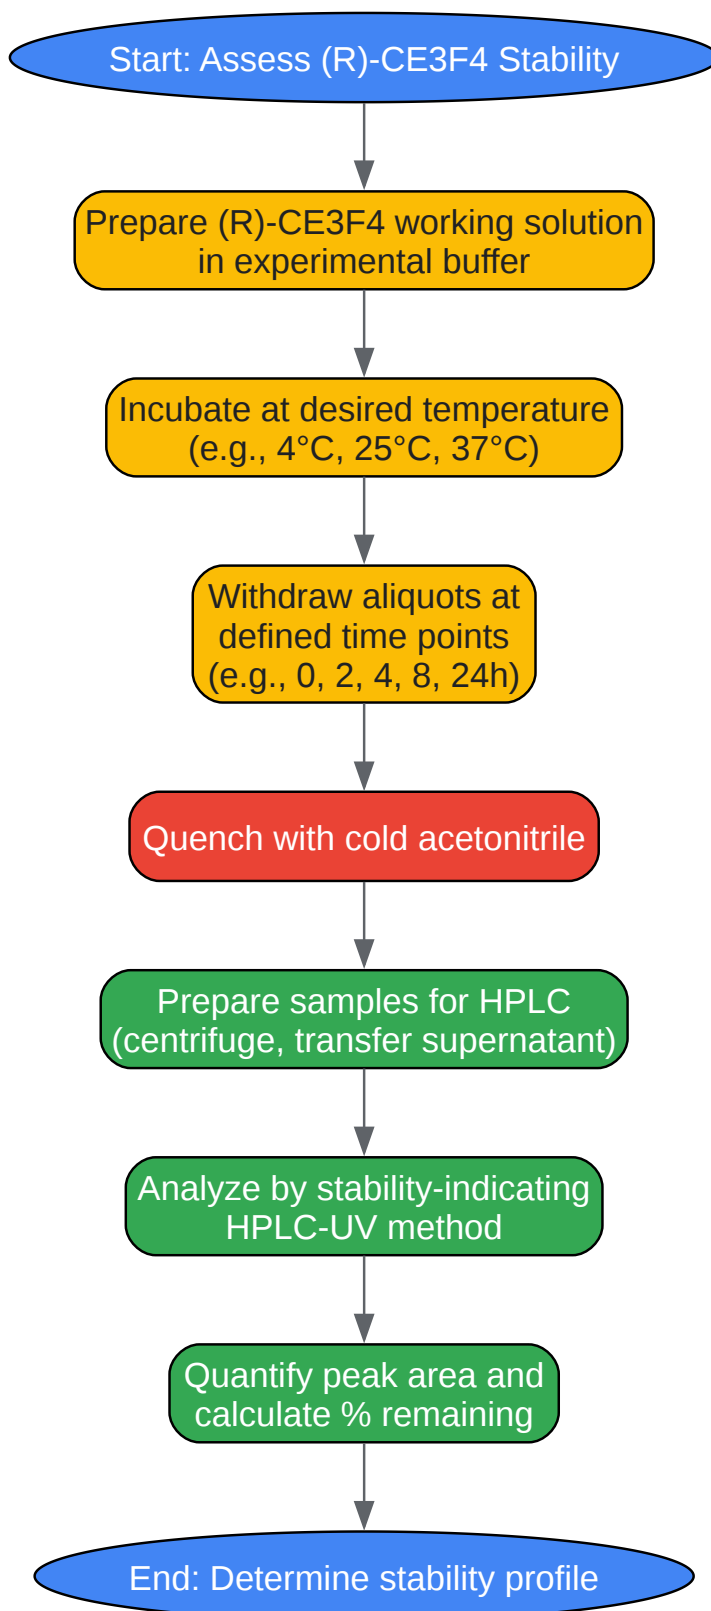 Start: Assess (R)-CE3F4 Stability
Prepare (R)-CE3F4 working solution
in experimental buffer
Incubate at desired temperature
(e.g., 4°C, 25°C, 37°C)
Withdraw aliquots at
defined time points
(e.g., 0, 2, 4, 8, 24h)
Quench with cold acetonitrile
Prepare samples for HPLC
(centrifuge, transfer supernatant)
Analyze by stability-indicating
HPLC-UV method
Quantify peak area and
calculate % remaining
End: Determine stability profile